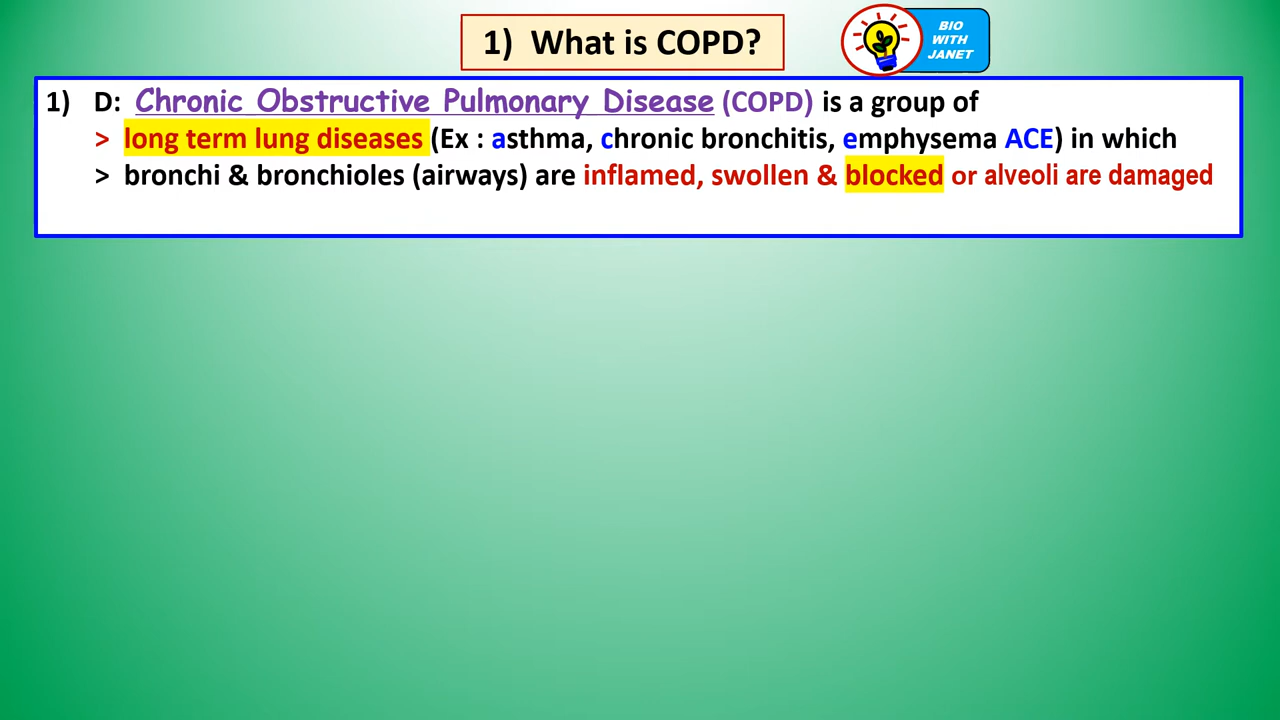 1) What is COPD?
BIO
WITH
JANET
1) D: Chronic Obstructive Pulmonary Disease (COPD) is a group of
> long term lung diseases (Ex : asthma, chronic bronchitis, emphysema ACE) in which
> bronchi & bronchioles (airways) are inflamed, swollen & blocked or alveoli are damaged